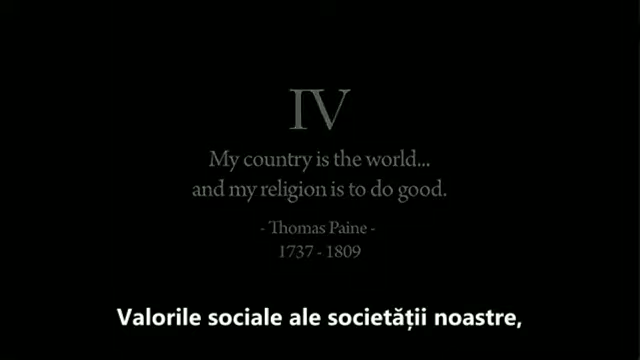 IV
My country is the world...
and my religion is to do good.
- Thomas Paine -
1737 - 1809
Valorile sociale ale societății noastre,